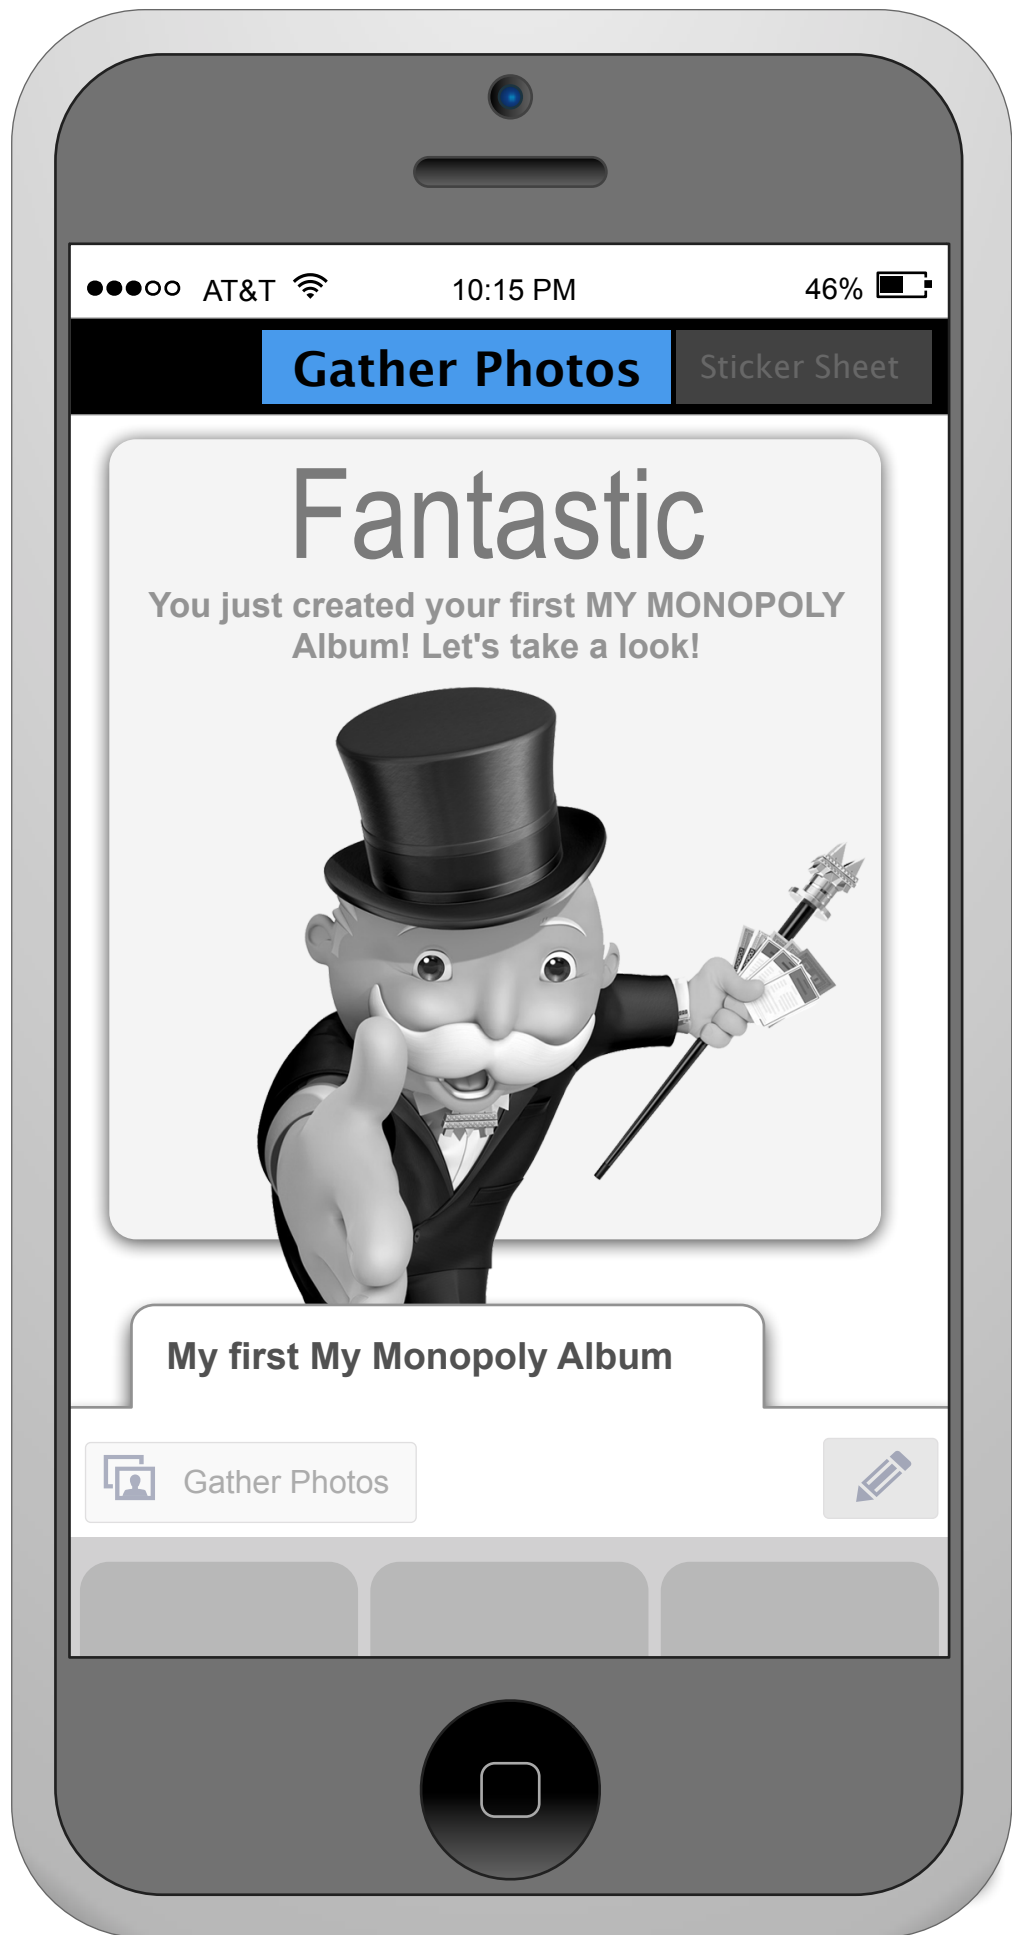 AT&T 10:15 PM 46%
Gather Photos Sticker Sheet
Fantastic
You just created your first MY MONOPOLY
Album! Let's take a look!
My first My Monopoly Album
Gather Photos